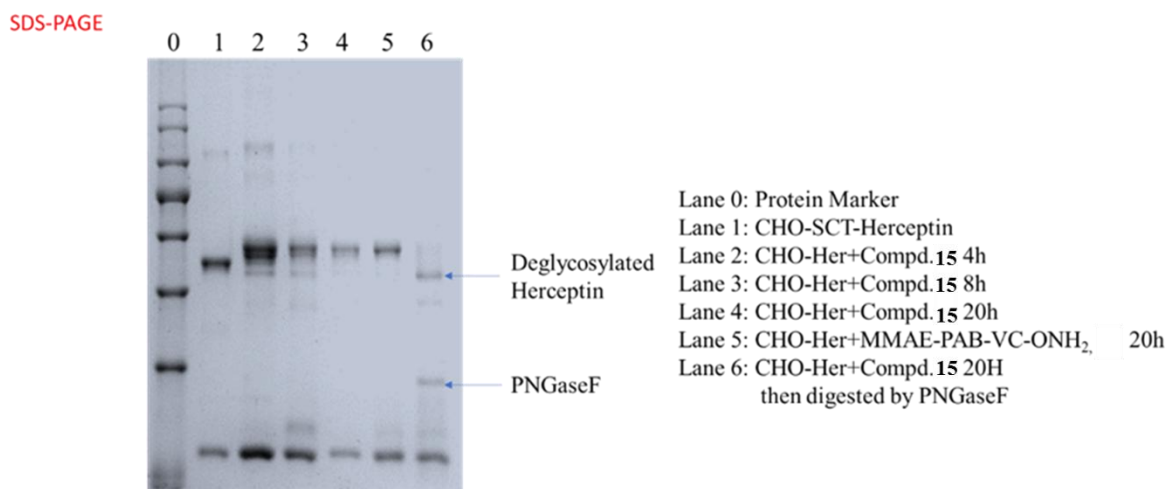 SDS-PAGE
0 1 2 3 4 5 6
Deglycosylated
Herceptin
PNGaseF
Lane 0: Protein Marker
Lane 1: CHO-SCT-Herceptin
Lane 2: CHO-Her+Compd.15 4h
Lane 3: CHO-Her+Compd.15 8h
Lane 4: CHO-Her+Compd.15 20h
Lane 5: CHO-Her+MMAE-PAB-VC-ONH2, 20h
Lane 6: CHO-Her+Compd.15 20H
then digested by PNGaseF